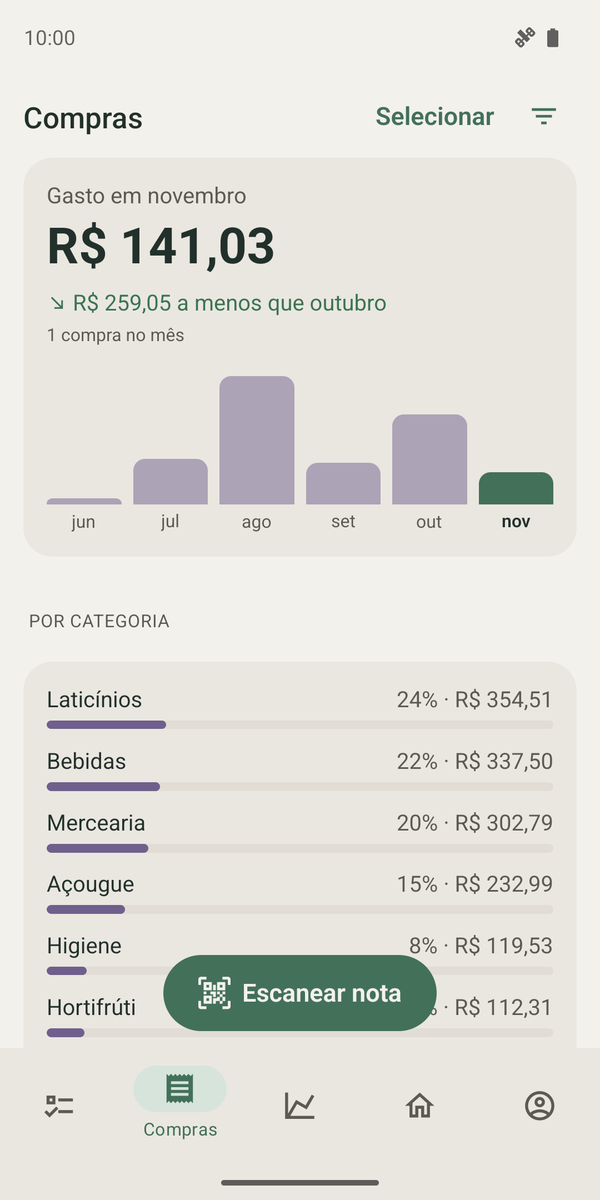 10:00
Compras
Selecionar
Gasto em novembro
R$ 141,03
↘ R$ 259,05 a menos que outubro
1 compra no mês
jun jul ago set out nov
POR CATEGORIA
Laticínios 24% · R$ 354,51
Bebidas 22% · R$ 337,50
Mercearia 20% · R$ 302,79
Açougue 15% · R$ 232,99
Higiene 8% · R$ 119,53
Hortifrúti % · R$ 112,31
Escanear nota
Compras